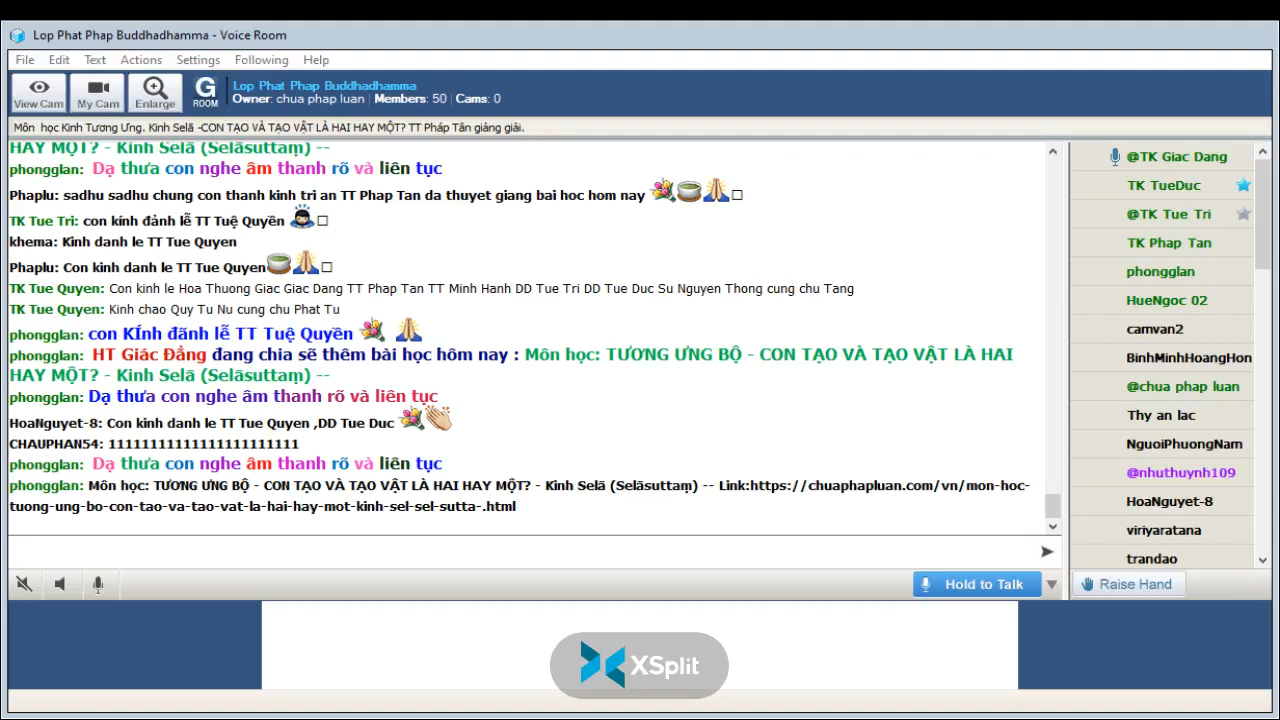 Lop Phat Phap Buddhadhamma - Voice Room
File Edit Text Actions Settings Following Help
View Cam My Cam Enlarge G ROOM
Lop Phat Phap Buddhadhamma
Owner: chua phap luan | Members: 50 | Cams: 0
Môn học Kinh Tương Ưng. Kinh Selā -CON TẠO VÀ TẠO VẬT LÀ HAI HAY MỘT? TT Pháp Tân giảng giải.
HAY MỘT? - Kinh Selā (Selāsuttaṃ) --
phongglan: Dạ thưa con nghe âm thanh rõ và liên tục
Phaplu: sadhu sadhu chung con thanh kinh tri an TT Phap Tan da thuyet giang bai hoc hom nay
TK Tue Tri: con kính đảnh lễ TT Tuệ Quyền
khema: Kinh danh le TT Tue Quyen
Phaplu: Con kinh danh le TT Tue Quyen
TK Tue Quyen: Con kinh le Hoa Thuong Giac Giac Dang TT Phap Tan TT Minh Hanh DD Tue Tri DD Tue Duc Su Nguyen Thong cung chu Tang
TK Tue Quyen: Kinh chao Quy Tu Nu cung chu Phat Tu
phongglan: con KÍnh đãnh lễ TT Tuệ Quyền
phongglan: HT Giác Đẳng đang chia sẽ thêm bài học hôm nay : Môn học: TƯƠNG ƯNG BỘ - CON TẠO VÀ TẠO VẬT LÀ HAI
HAY MỘT? - Kinh Selā (Selāsuttaṃ) --
phongglan: Dạ thưa con nghe âm thanh rõ và liên tục
HoaNguyet-8: Con kinh danh le TT Tue Quyen ,DD Tue Duc
CHAUPHAN54: 11111111111111111111111
phongglan: Dạ thưa con nghe âm thanh rõ và liên tục
phongglan: Môn học: TƯƠNG ƯNG BỘ - CON TẠO VÀ TẠO VẬT LÀ HAI HAY MỘT? - Kinh Selā (Selāsuttaṃ) -- Link:https://chuaphapluan.com/vn/mon-hoc-
tuong-ung-bo-con-tao-va-tao-vat-la-hai-hay-mot-kinh-sel-sel-sutta-.html
@TK Giac Dang
TK TueDuc
@TK Tue Tri
TK Phap Tan
phongglan
HueNgoc 02
camvan2
BinhMinhHoangHon
@chua phap luan
Thy an lac
NguoiPhuongNam
@nhuthuynh109
HoaNguyet-8
viriyaratana
trandao
Hold to Talk
Raise Hand
XSplit